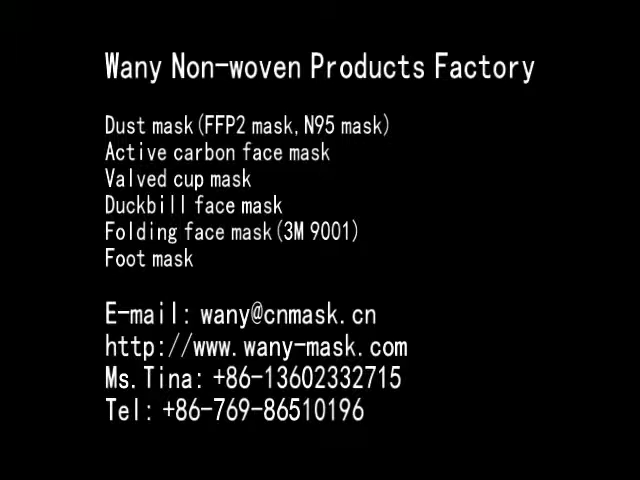 Wany Non-woven Products Factory
Dust mask(FFP2 mask,N95 mask)
Active carbon face mask
Valved cup mask
Duckbill face mask
Folding face mask(3M 9001)
Foot mask
E-mail: wany@cnmask.cn
http://www.wany-mask.com
Ms.Tina: +86-13602332715
Tel: +86-769-86510196